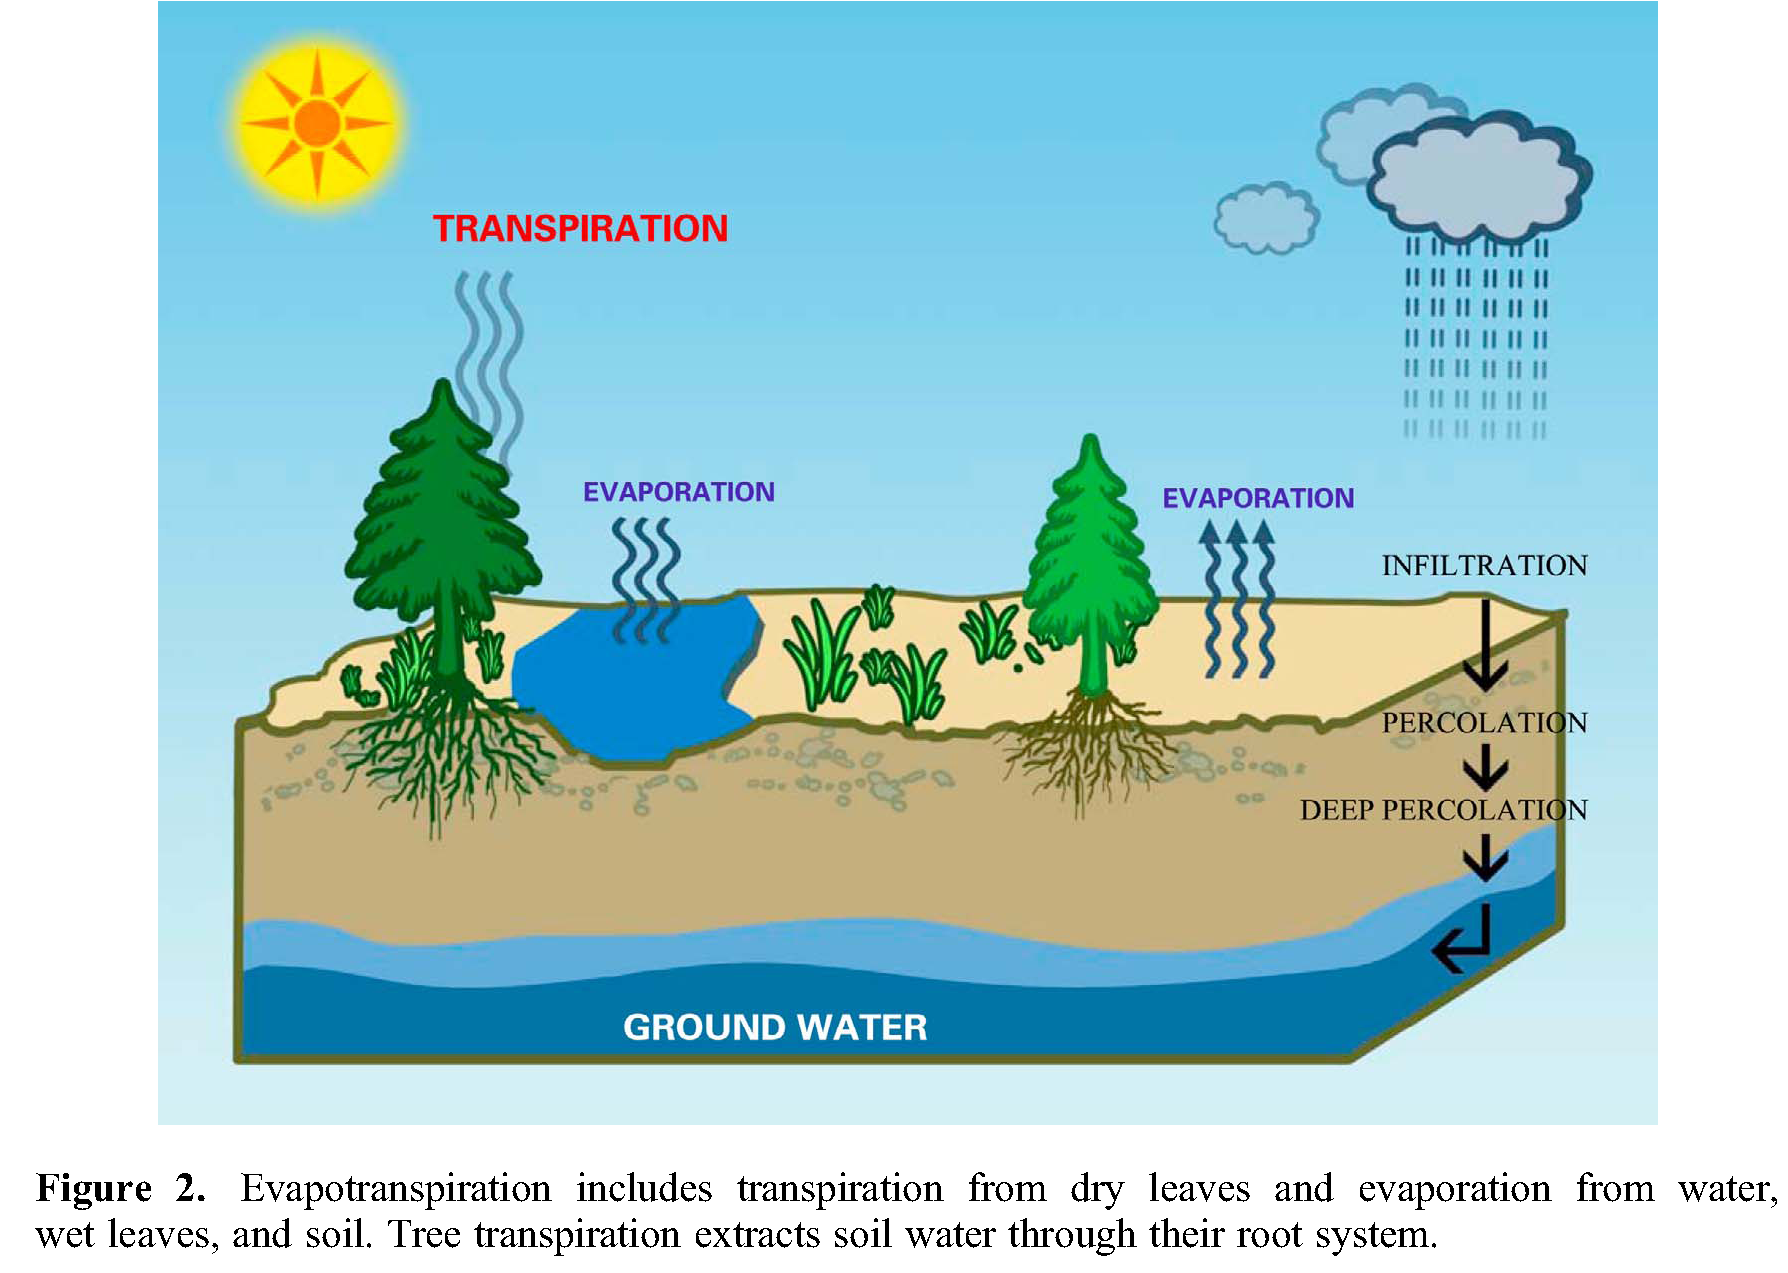 TRANSPIRATION
EVAPORATION
EVAPORATION
INFILTRATION
PERCOLATION
DEEP PERCOLATION
GROUND WATER
Figure 2. Evapotranspiration includes transpiration from dry leaves and evaporation from water,
wet leaves, and soil. Tree transpiration extracts soil water through their root system.